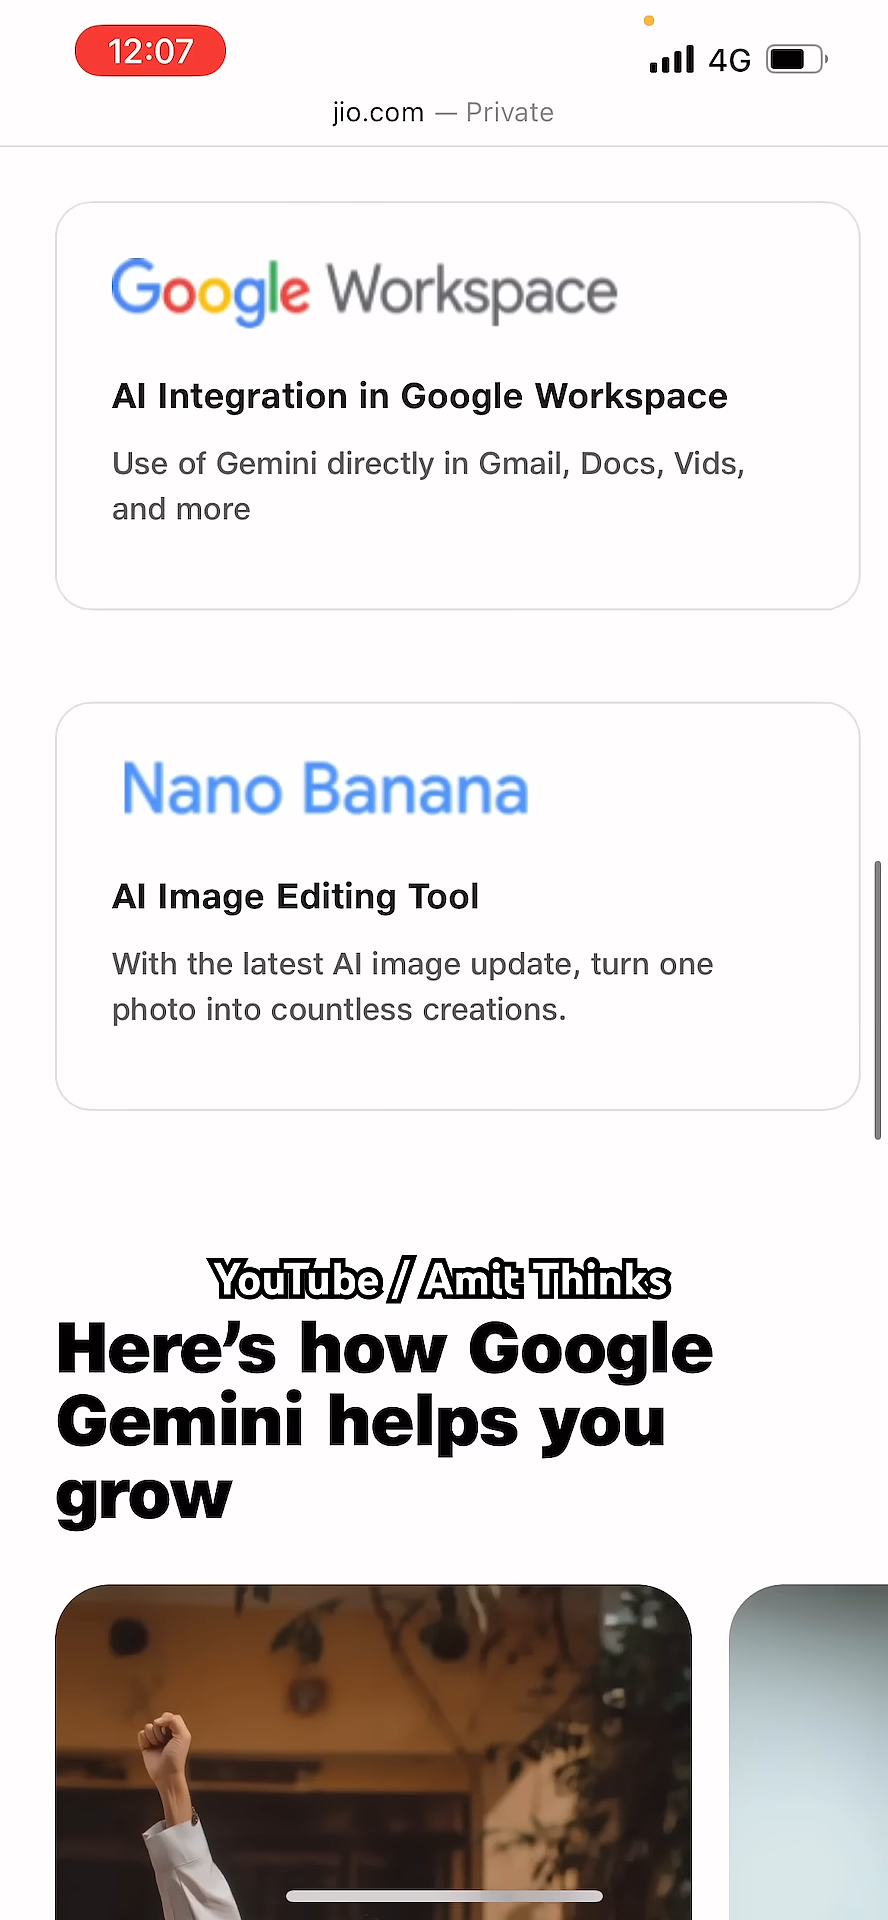 12:07
4G
jio.com — Private
Google Workspace
AI Integration in Google Workspace
Use of Gemini directly in Gmail, Docs, Vids,
and more
Nano Banana
AI Image Editing Tool
With the latest AI image update, turn one
photo into countless creations.
YouTube / Amit Thinks
Here’s how Google
Gemini helps you
grow